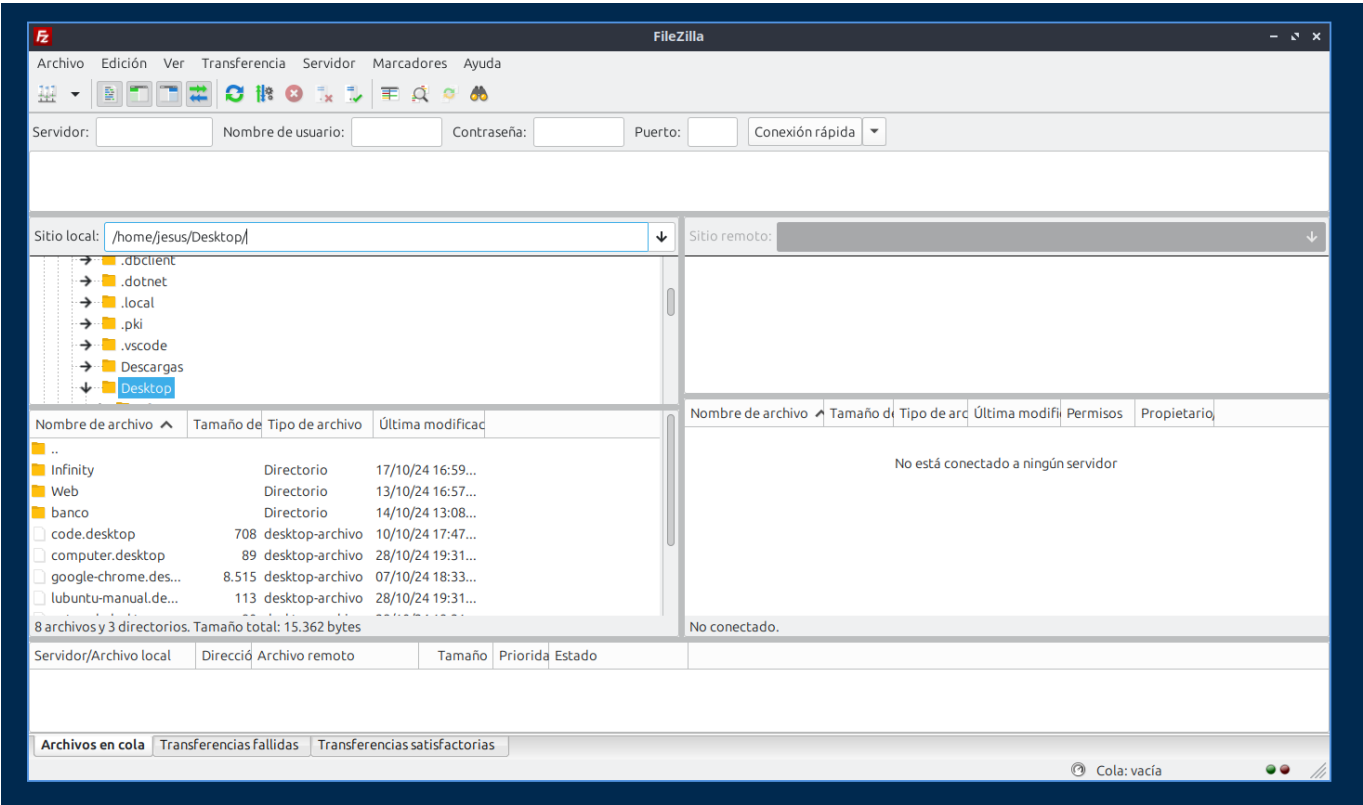 FileZilla
Archivo Edición Ver Transferencia Servidor Marcadores Ayuda
Servidor: Nombre de usuario: Contraseña: Puerto: Conexión rápida
Sitio local: /home/jesus/Desktop/
Sitio remoto:
.dbclient
.dotnet
.local
.pki
.vscode
Descargas
Desktop
Nombre de archivo Tamaño de Tipo de archivo Última modificac
..
Infinity Directorio 17/10/24 16:59...
Web Directorio 13/10/24 16:57...
banco Directorio 14/10/24 13:08...
code.desktop 708 desktop-archivo 10/10/24 17:47...
computer.desktop 89 desktop-archivo 28/10/24 19:31...
google-chrome.des... 8.515 desktop-archivo 07/10/24 18:33...
lubuntu-manual.de... 113 desktop-archivo 28/10/24 19:31...
8 archivos y 3 directorios. Tamaño total: 15.362 bytes
Nombre de archivo Tamaño de Tipo de arc Última modifi Permisos Propietario
No está conectado a ningún servidor
No conectado.
Servidor/Archivo local Direcció Archivo remoto Tamaño Priorida Estado
Archivos en cola Transferencias fallidas Transferencias satisfactorias
Cola: vacía